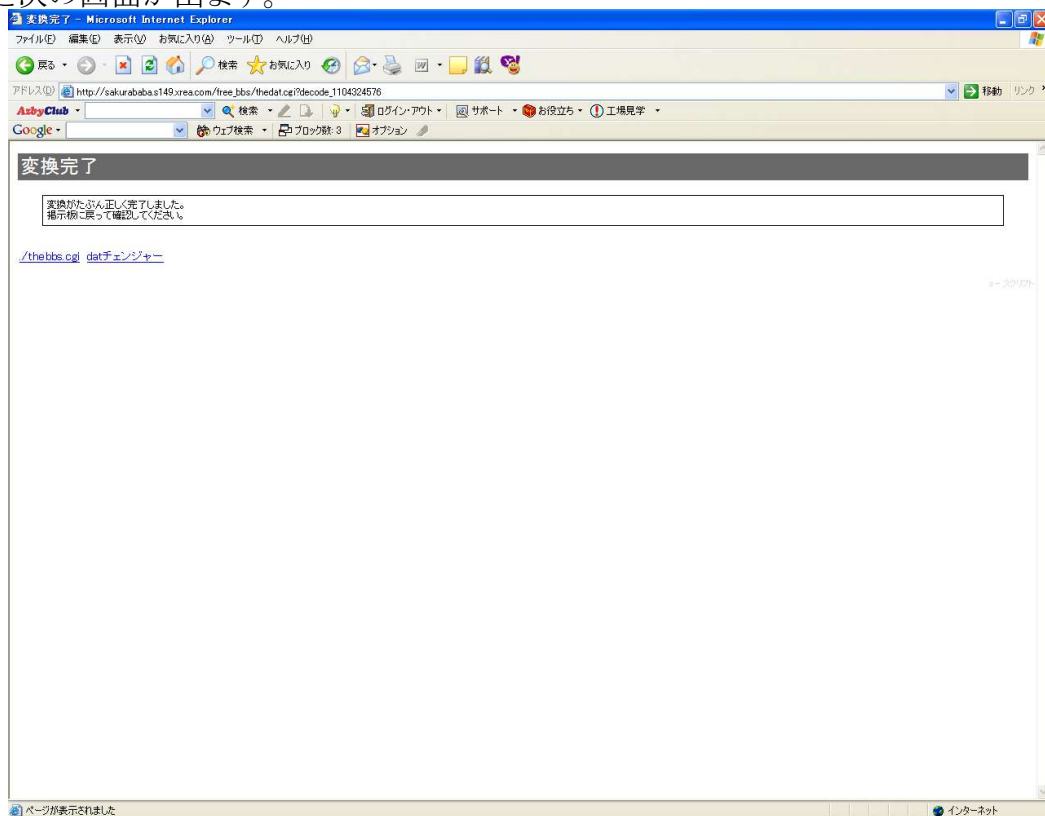 と次の画面が出ます。
変換完了 - Microsoft Internet Explorer
ファイル(F) 編集(E) 表示(V) お気に入り(A) ツール(T) ヘルプ(H)
戻る 検索 お気に入り
アドレス(D) http://sakurababa.s149.xrea.com/free_bbs/thedat.cgi?decode_1104324576 移動 リンク
AzbyClub 検索 ログイン・アウト サポート お役立ち 工場見学
Google ウェブ検索 ブロック数: 3 オプション
変換完了
変換がたぶん正しく完了しました。
掲示板に戻って確認してください。
./thebbs.cgi datチェンジャー
ページが表示されました インターネット